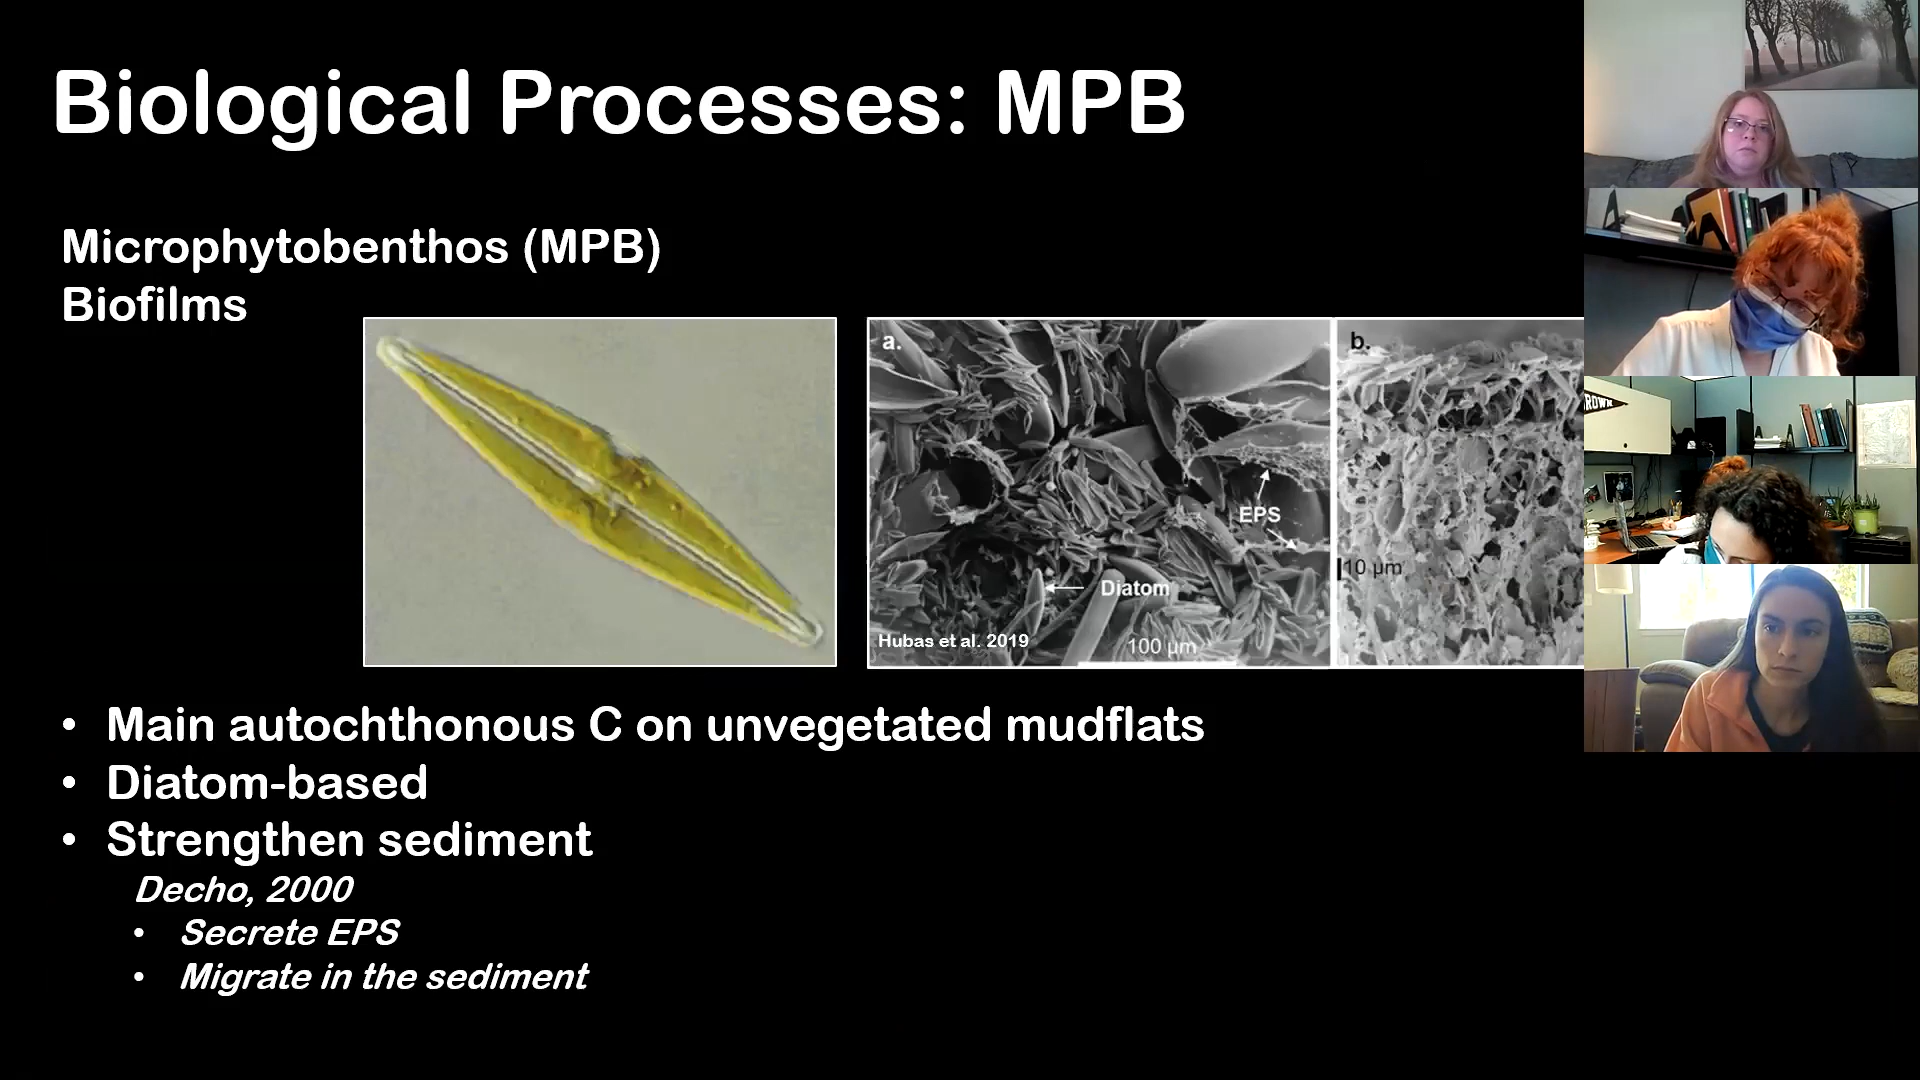 Biological Processes: MPB
Microphytobenthos (MPB)
Biofilms
a.
EPS
Diatom
Hubas et al. 2019
100 µm
b.
10 µm
• Main autochthonous C on unvegetated mudflats
• Diatom-based
• Strengthen sediment
Decho, 2000
• Secrete EPS
• Migrate in the sediment
ROWN